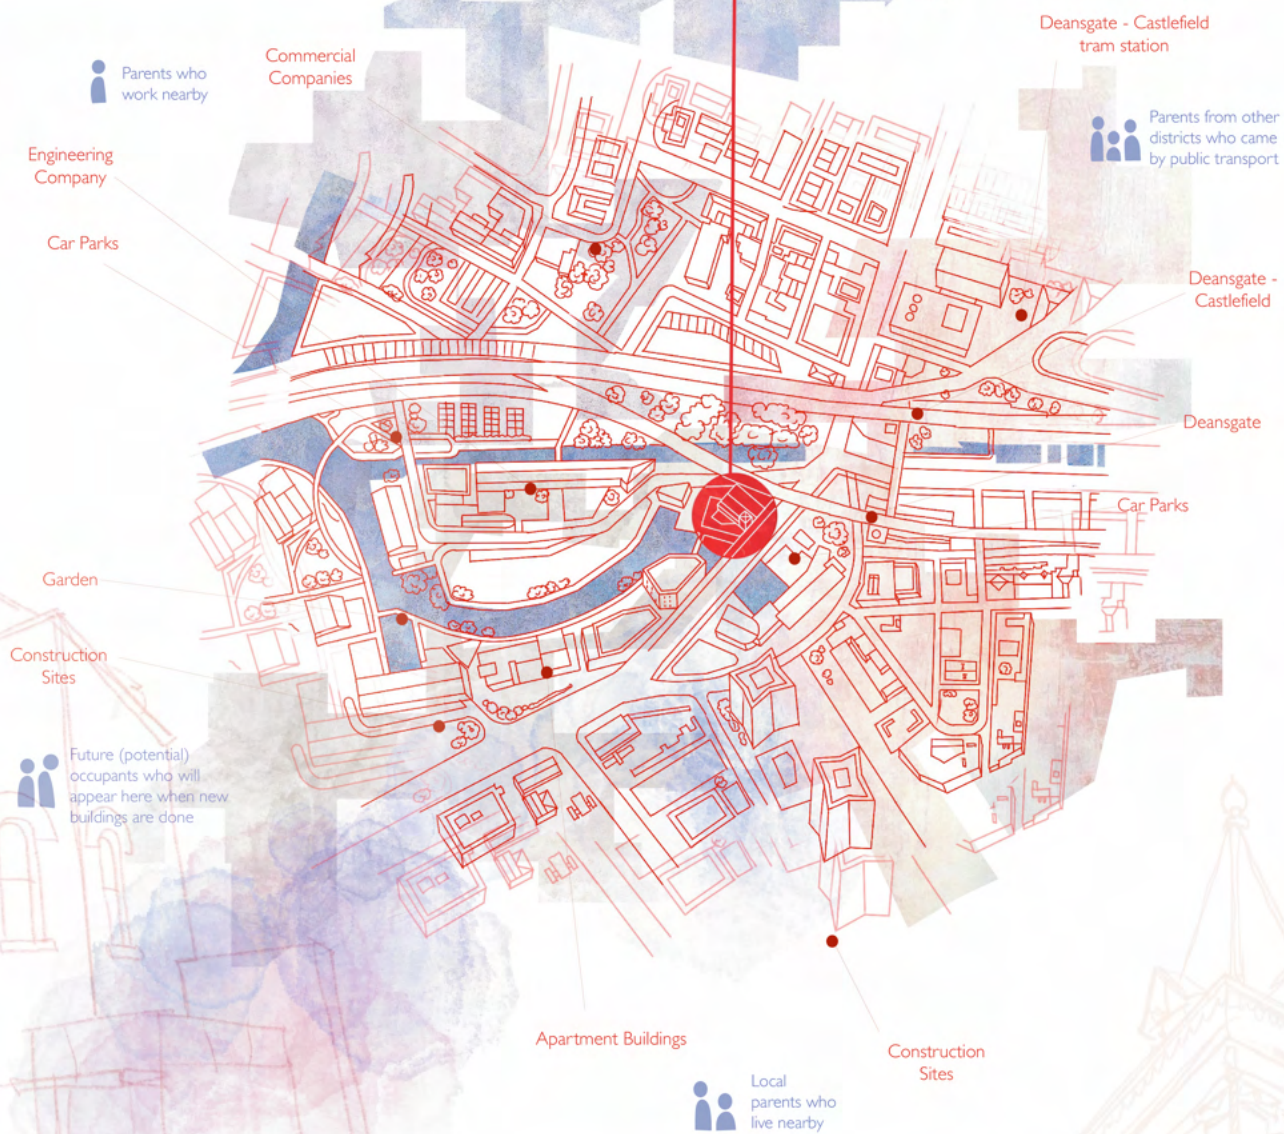 Deansgate - Castlefield
tram station
Commercial
Companies
Parents who
work nearby
Parents from other
districts who came
by public transport
Engineering
Company
Car Parks
Deansgate -
Castlefield
Deansgate
Car Parks
Garden
Construction
Sites
Future (potential)
occupants who will
appear here when new
buildings are done
Apartment Buildings
Construction
Sites
Local
parents who
live nearby